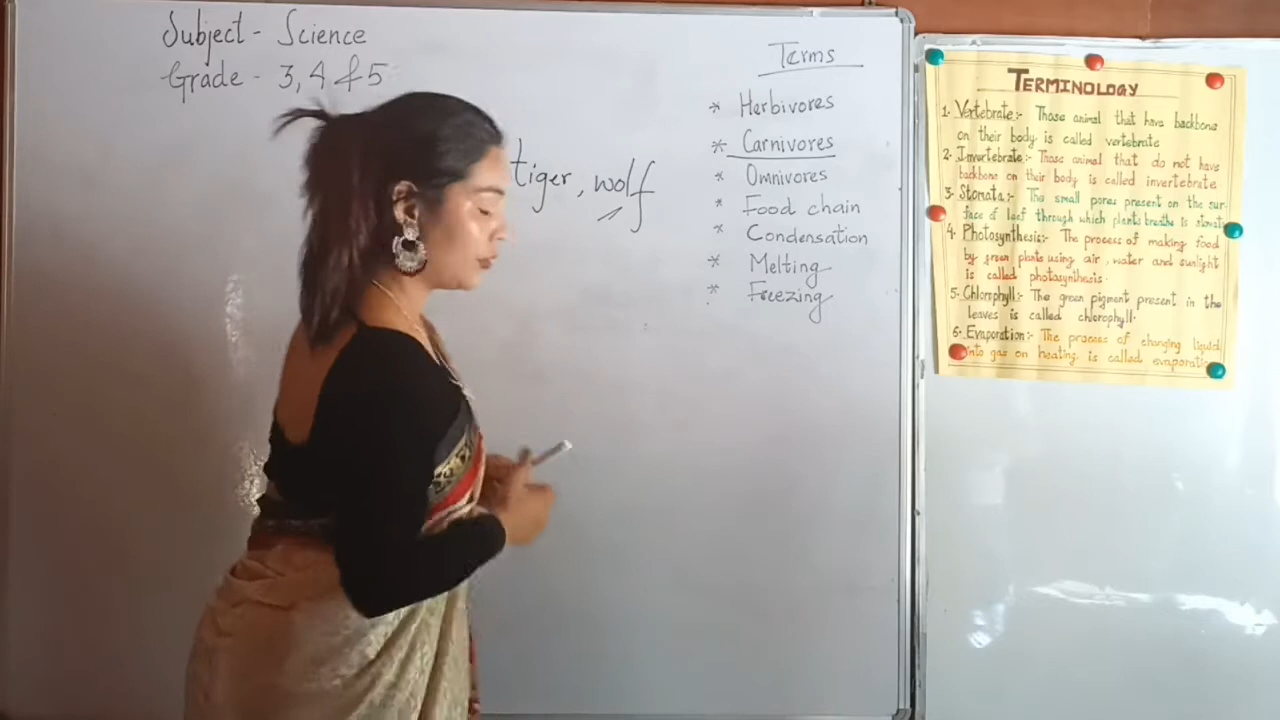 Subject - Science
Grade - 3, 4 & 5
tiger, wolf
Terms
* Herbivores
* Carnivores
* Omnivores
* Food chain
* Condensation
* Melting
* Freezing
TERMINOLOGY
1. Vertebrate:- Those animal that have backbone
on their body is called vertebrate
2. Invertebrate:- Those animal that do not have
backbone on their body is called invertebrate
3. Stomata:- The small pores present on the sur-
face of leaf through which plants breathe is stomata
4. Photosynthesis:- The process of making food
by green plants using air, water and sunlight
is called photosynthesis.
5. Chlorophyll:- The green pigment present in the
leaves is called chlorophyll.
6. Evaporation:- The process of changing liquid
into gas on heating is called evaporation